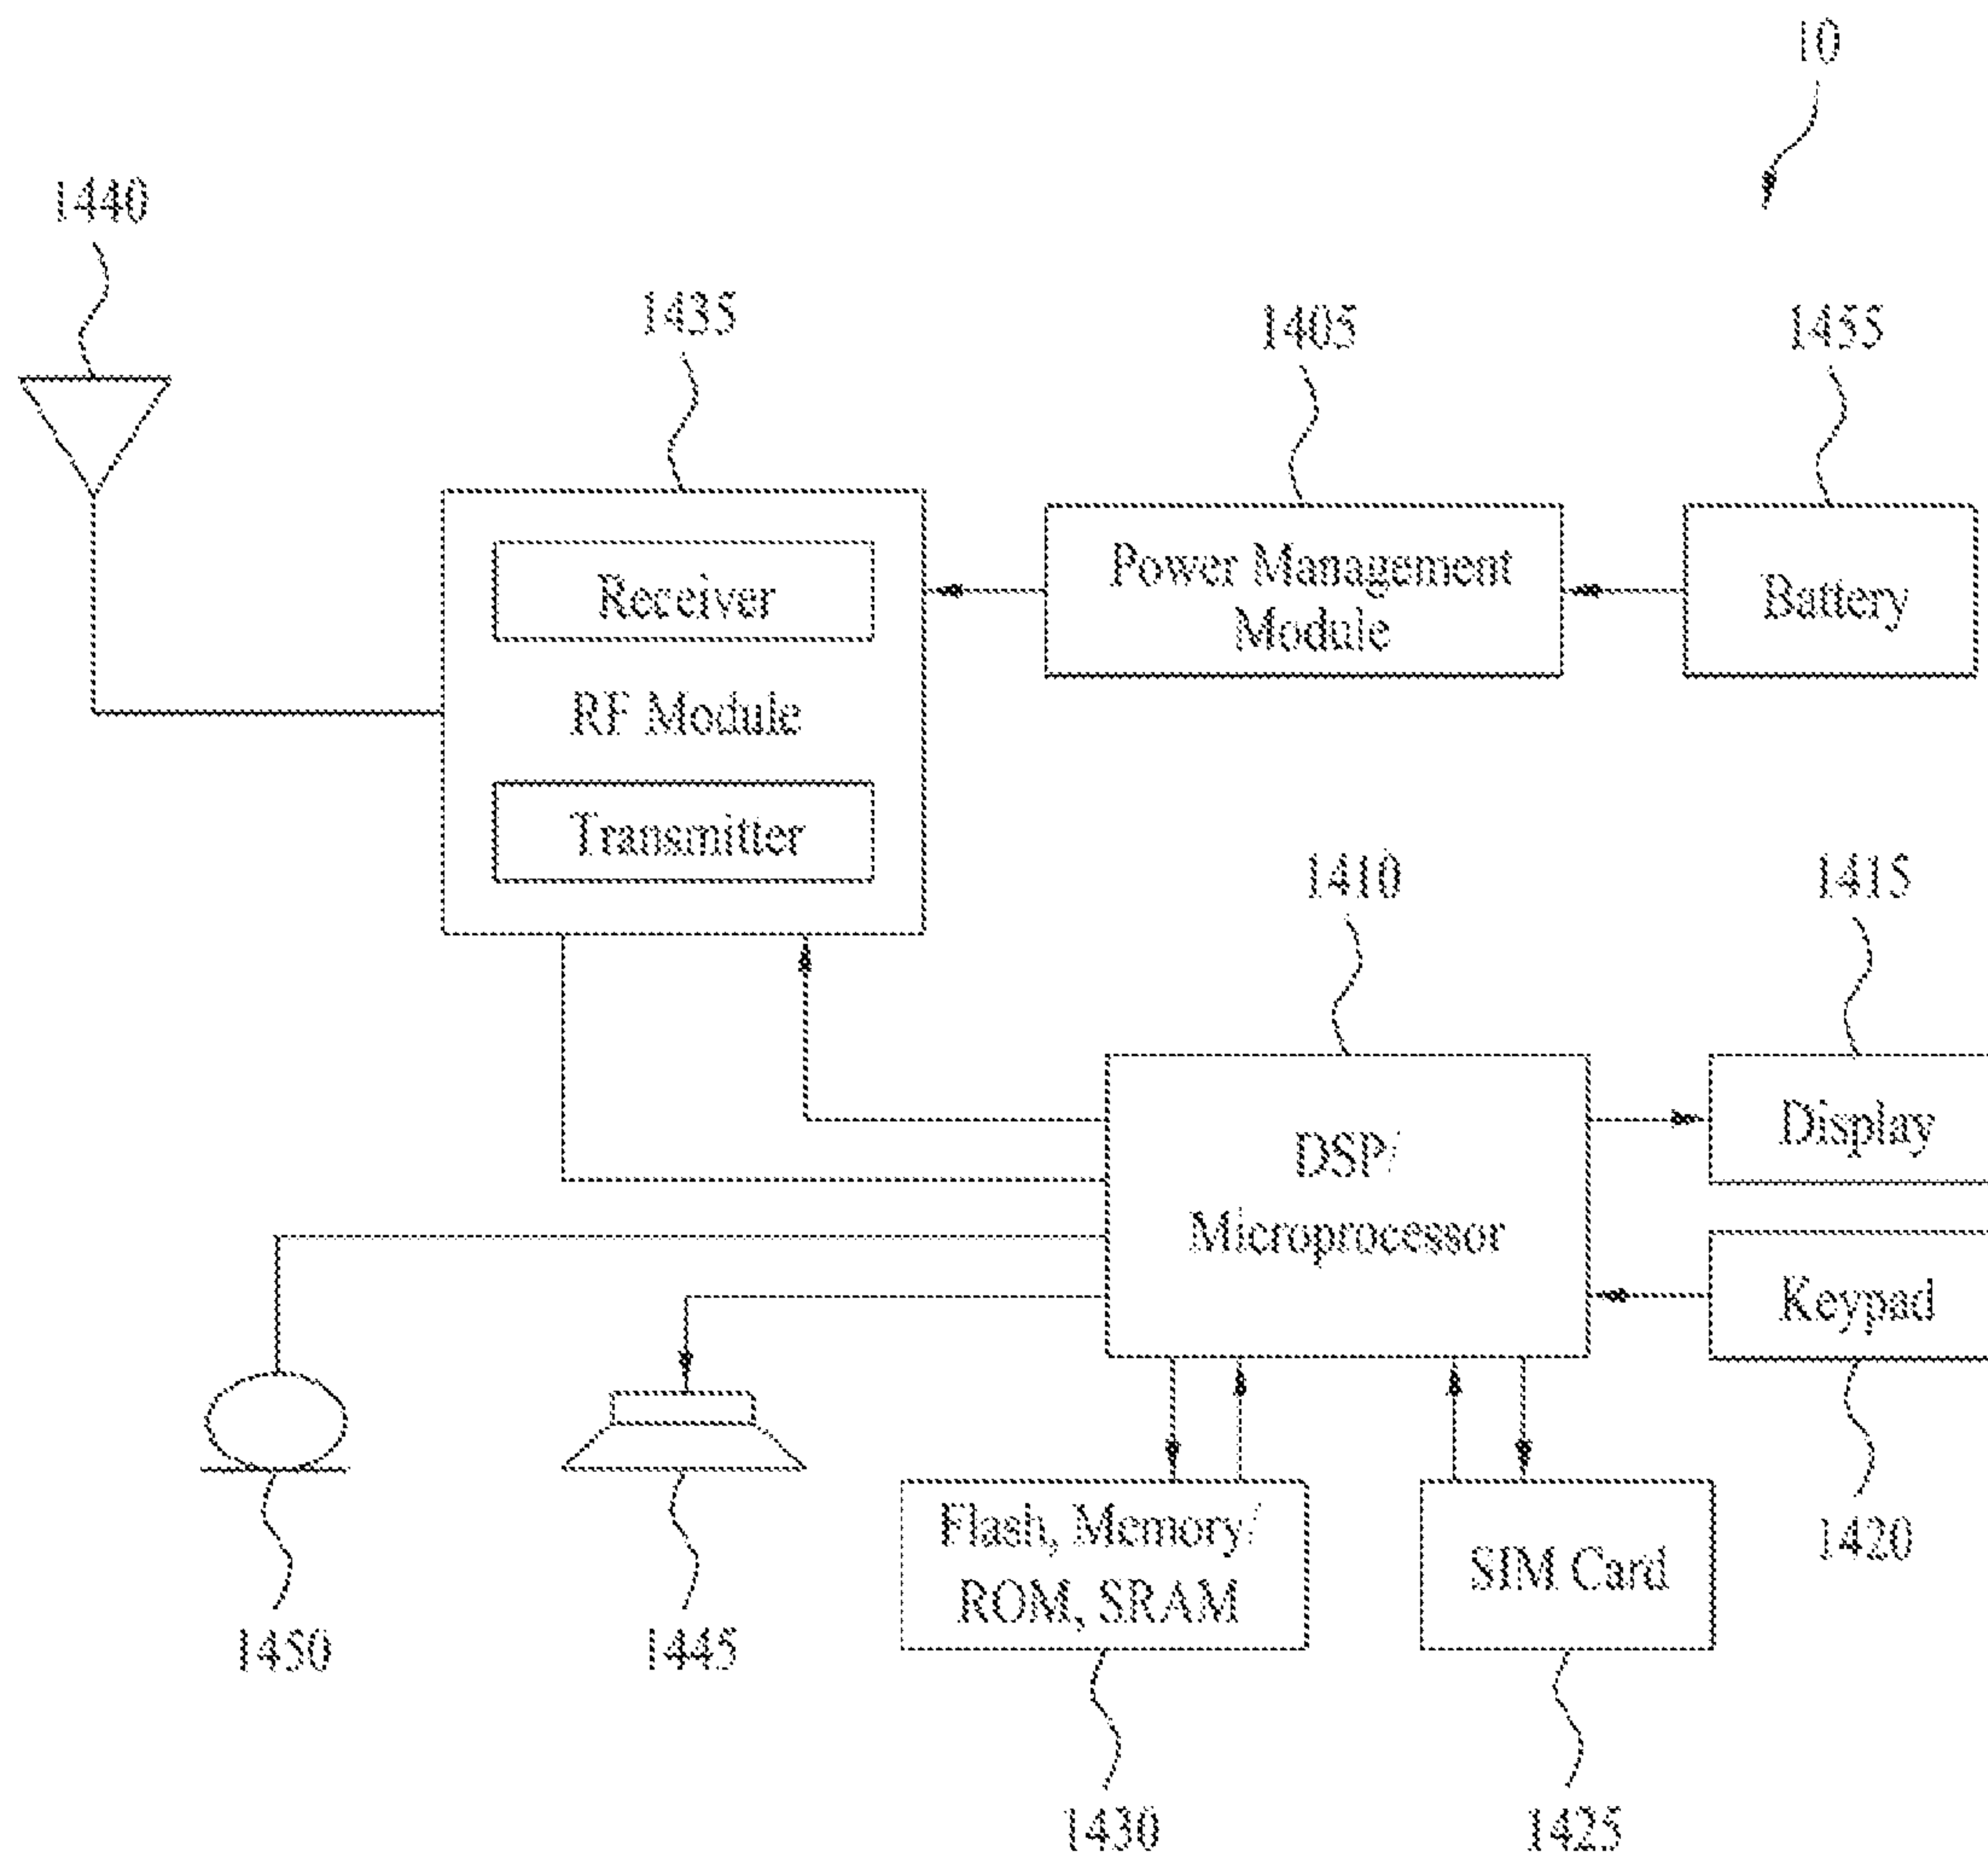 10
1440
1435
1405
1455
Receiver
Power Management
Module
Battery
RF Module
Transmitter
1410
1415
DSP/
Microprocessor
Display
Keypad
Flash, Memory/
ROM, SRAM
SIM Card
1420
1450
1445
1430
1425